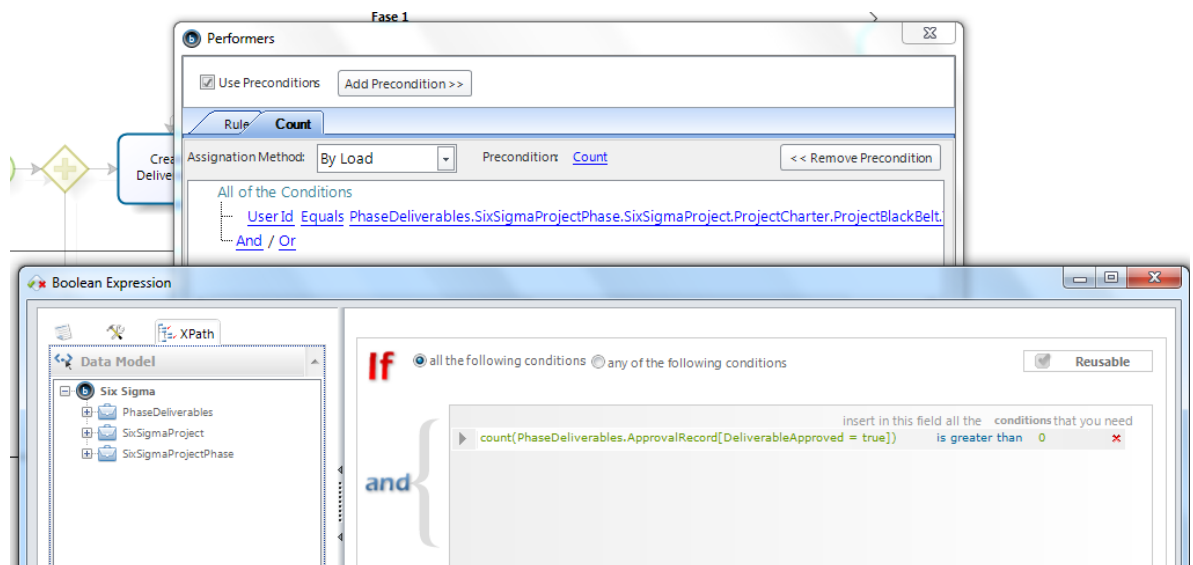 Fase 1
Performers
Use Preconditions
Add Precondition >>
Rule
Count
Assignation Method:
By Load
Precondition:
Count
<< Remove Precondition
All of the Conditions
User Id Equals PhaseDeliverables.SixSigmaProjectPhase.SixSigmaProject.ProjectCharter.ProjectBlackBelt.
And / Or
Crea
Delive
Boolean Expression
XPath
Data Model
Six Sigma
PhaseDeliverables
SixSigmaProject
SixSigmaProjectPhase
If
all the following conditions
any of the following conditions
Reusable
insert in this field all the conditions that you need
count(PhaseDeliverables.ApprovalRecord[DeliverableApproved = true]) is greater than 0
and